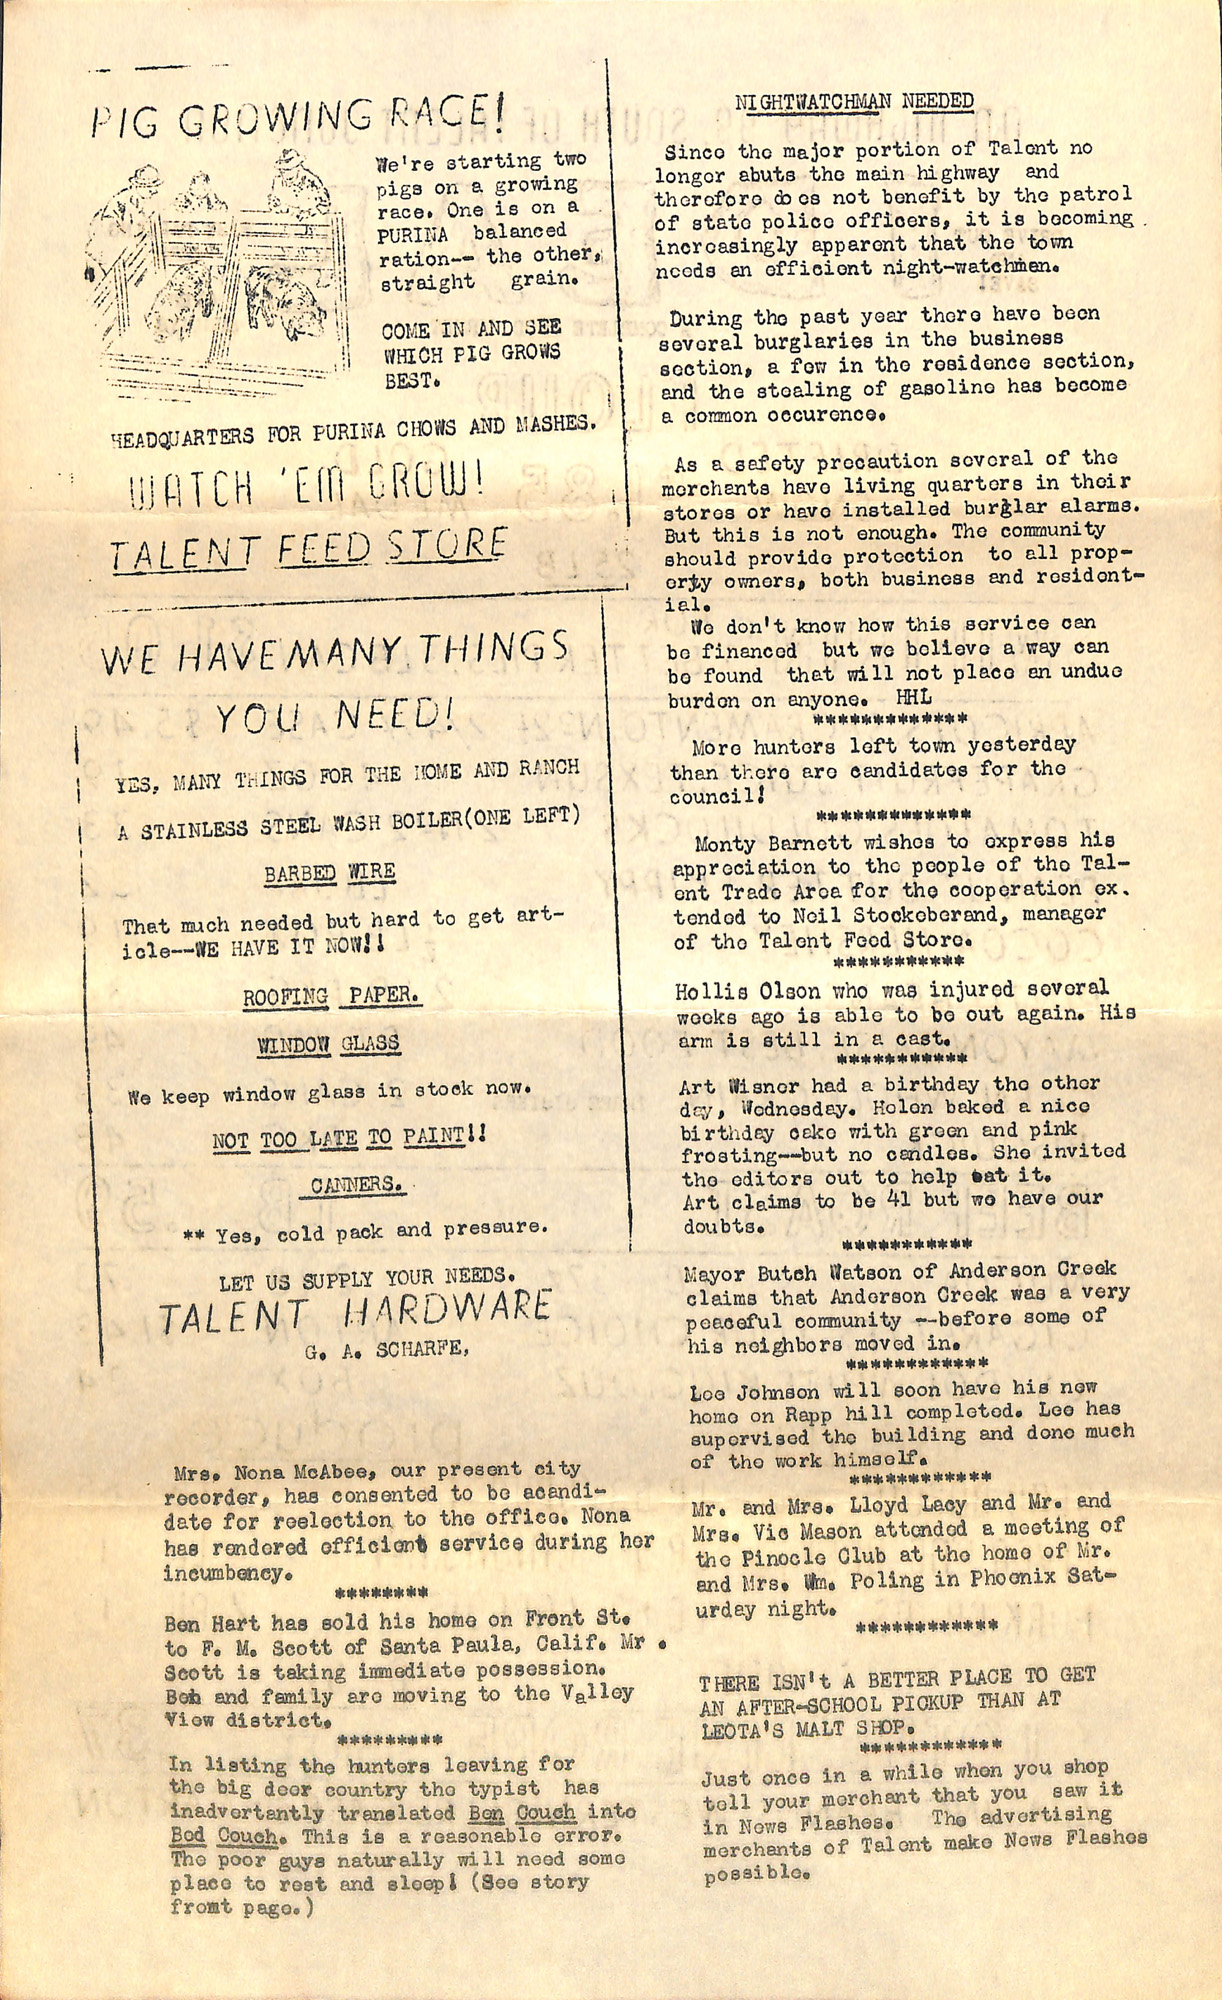 PIG GROWING RACE!
We're starting two
pigs on a growing
race. One is on a
PURINA balanced
ration-- the other,
straight grain.
COME IN AND SEE
WHICH PIG GROWS
BEST.
HEADQUARTERS FOR PURINA CHOWS AND MASHES.
WATCH 'EM GROW!
TALENT FEED STORE
WE HAVE MANY THINGS
YOU NEED!
YES, MANY THINGS FOR THE HOME AND RANCH
A STAINLESS STEEL WASH BOILER(ONE LEFT)
BARBED WIRE
That much needed but hard to get art-
icle--WE HAVE IT NOW!!
ROOFING PAPER.
WINDOW GLASS
We keep window glass in stock now.
NOT TOO LATE TO PAINT!!
CANNERS.
** Yes, cold pack and pressure.
LET US SUPPLY YOUR NEEDS.
TALENT HARDWARE
G. A. SCHARFE,
Mrs. Nona McAbee, our present city
recorder, has consented to be acandi-
date for reelection to the office. Nona
has rendered efficient service during her
incumbency.
********
Ben Hart has sold his home on Front St.
to F. M. Scott of Santa Paula, Calif. Mr .
Scott is taking immediate possession.
Ben and family are moving to the Valley
View district.
*********
In listing the hunters leaving for
the big deer country the typist has
inadvertantly translated Ben Couch into
Bed Couch. This is a reasonable error.
The poor guys naturally will need some
place to rest and sleep! (See story
fromt page.)
NIGHTWATCHMAN NEEDED
Since the major portion of Talent no
longer abuts the main highway and
therefore does not benefit by the patrol
of state police officers, it is becoming
increasingly apparent that the town
needs an efficient night-watchman.
During the past year there have been
several burglaries in the business
section, a few in the residence section,
and the stealing of gasoline has become
a common occurence.
As a safety precaution several of the
merchants have living quarters in their
stores or have installed burglar alarms.
But this is not enough. The community
should provide protection to all prop-
erty owners, both business and resident-
ial.
We don't know how this service can
be financed but we believe a way can
be found that will not place an undue
burden on anyone. HHL
*************
More hunters left town yesterday
than there are candidates for the
council!
*************
Monty Barnett wishes to express his
appreciation to the people of the Tal-
ent Trade Area for the cooperation ex.
tended to Neil Stockeberand, manager
of the Talent Feed Store.
***********
Hollis Olson who was injured several
weeks ago is able to be out again. His
arm is still in a cast.
***********
Art Wisner had a birthday the other
day, Wednesday. Helen baked a nice
birthday cake with green and pink
frosting--but no candles. She invited
the editors out to help eat it.
Art claims to be 41 but we have our
doubts.
***********
Mayor Butch Watson of Anderson Creek
claims that Anderson Creek was a very
peaceful community --before some of
his neighbors moved in.
************
Lee Johnson will soon have his new
home on Rapp hill completed. Lee has
supervised the building and done much
of the work himself.
************
Mr. and Mrs. Lloyd Lacy and Mr. and
Mrs. Vic Mason attended a meeting of
the Pinocle Club at the home of Mr.
and Mrs. Wm. Poling in Phoenix Sat-
urday night.
************
THERE ISN't A BETTER PLACE TO GET
AN AFTER-SCHOOL PICKUP THAN AT
LEOTA'S MALT SHOP.
************
Just once in a while when you shop
tell your merchant that you saw it
in News Flashes. The advertising
merchants of Talent make News Flashes
possible.